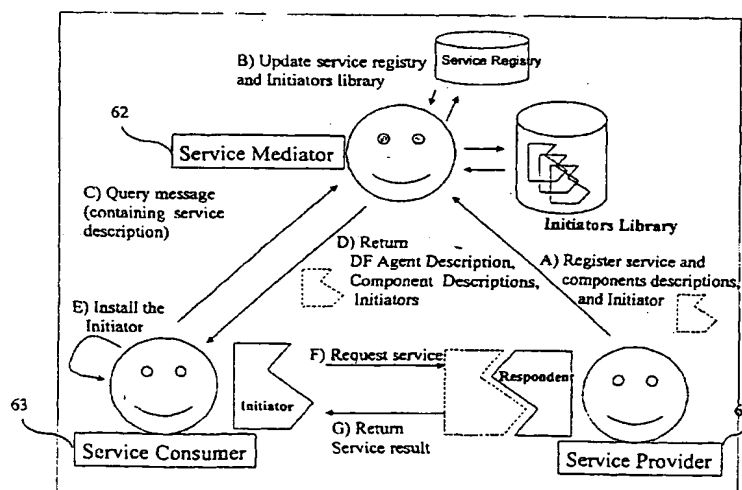 B) Update service registry
and Initiators library
Service Registry
62
Service Mediator
C) Query message
(containing service
description)
Initiators Library
D) Return
DF Agent Description,
Component Descriptions,
Initiators
A) Register service and
components descriptions,
and Initiator
E) Install the
Initiator
F) Request service
Initiator
Respondent
G) Return
Service result
63
6
Service Consumer
Service Provider